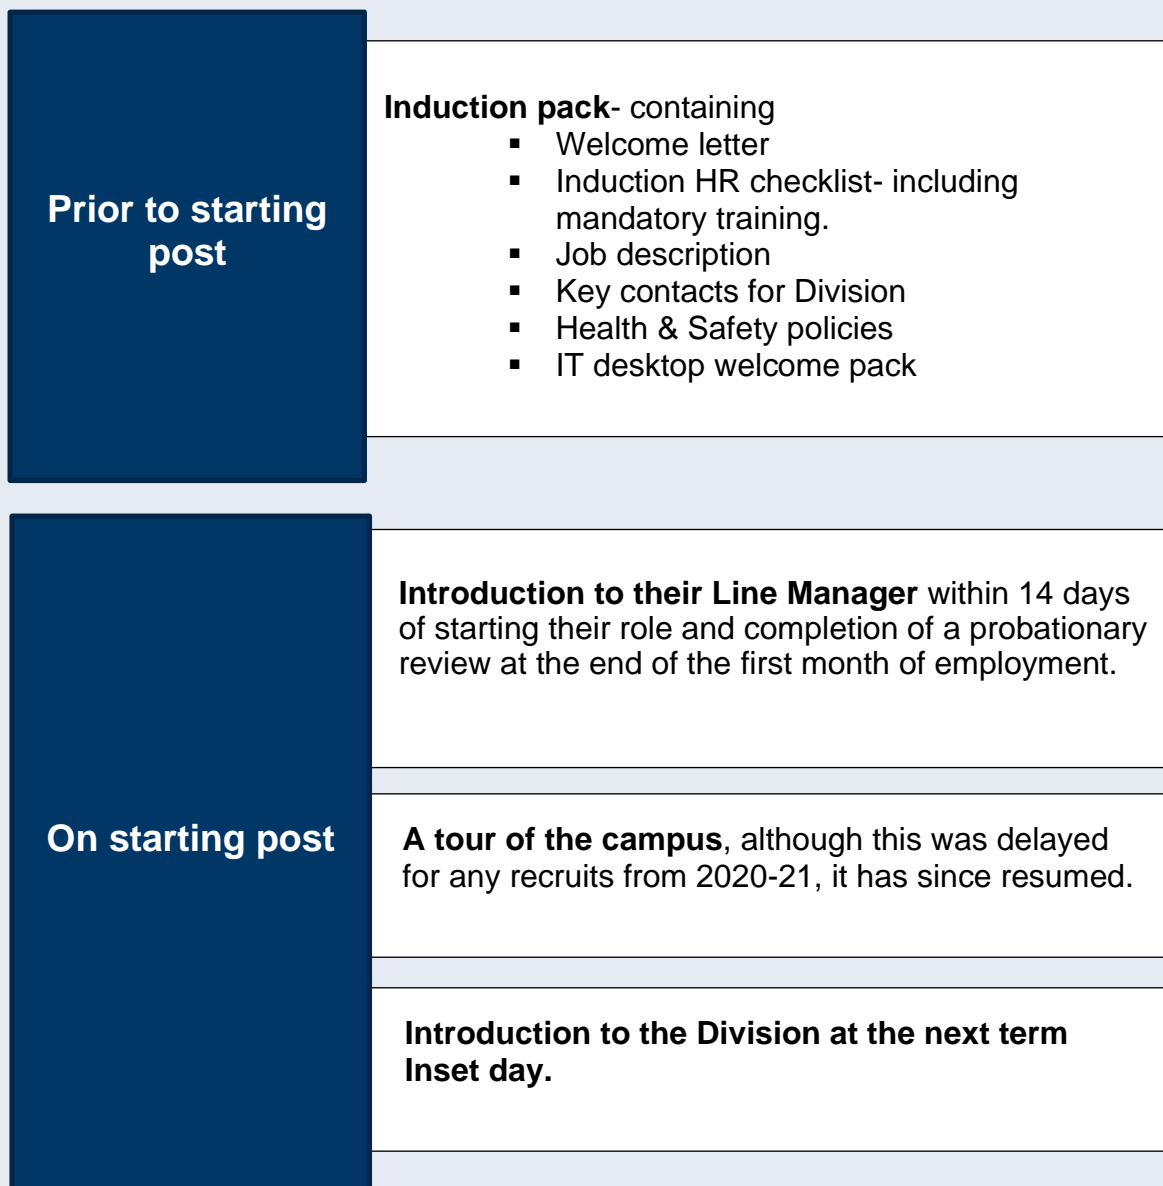 Prior to starting
post
Induction pack- containing
▪ Welcome letter
▪ Induction HR checklist- including
mandatory training.
▪ Job description
▪ Key contacts for Division
▪ Health & Safety policies
▪ IT desktop welcome pack
On starting post
Introduction to their Line Manager within 14 days
of starting their role and completion of a probationary
review at the end of the first month of employment.
A tour of the campus, although this was delayed
for any recruits from 2020-21, it has since resumed.
Introduction to the Division at the next term
Inset day.